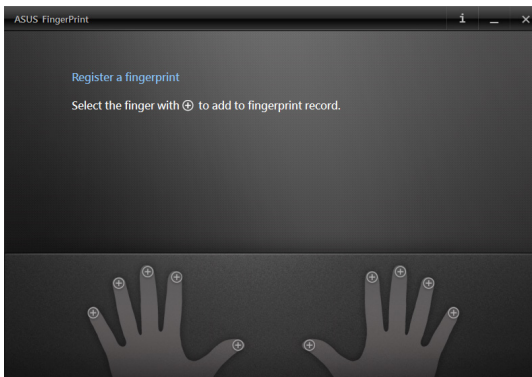 ASUS FingerPrint
Register a fingerprint
Select the finger with ⊕ to add to fingerprint record.